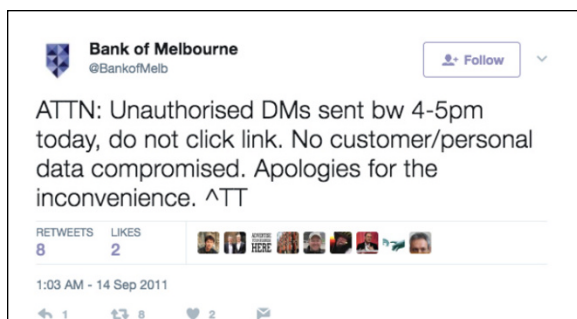 Bank of Melbourne
@BankofMelb
Follow
ATTN: Unauthorised DMs sent bw 4-5pm
today, do not click link. No customer/personal
data compromised. Apologies for the
inconvenience. ^TT
RETWEETS LIKES
8 2
ADVERTISE
HERE
1:03 AM - 14 Sep 2011
1 8 2